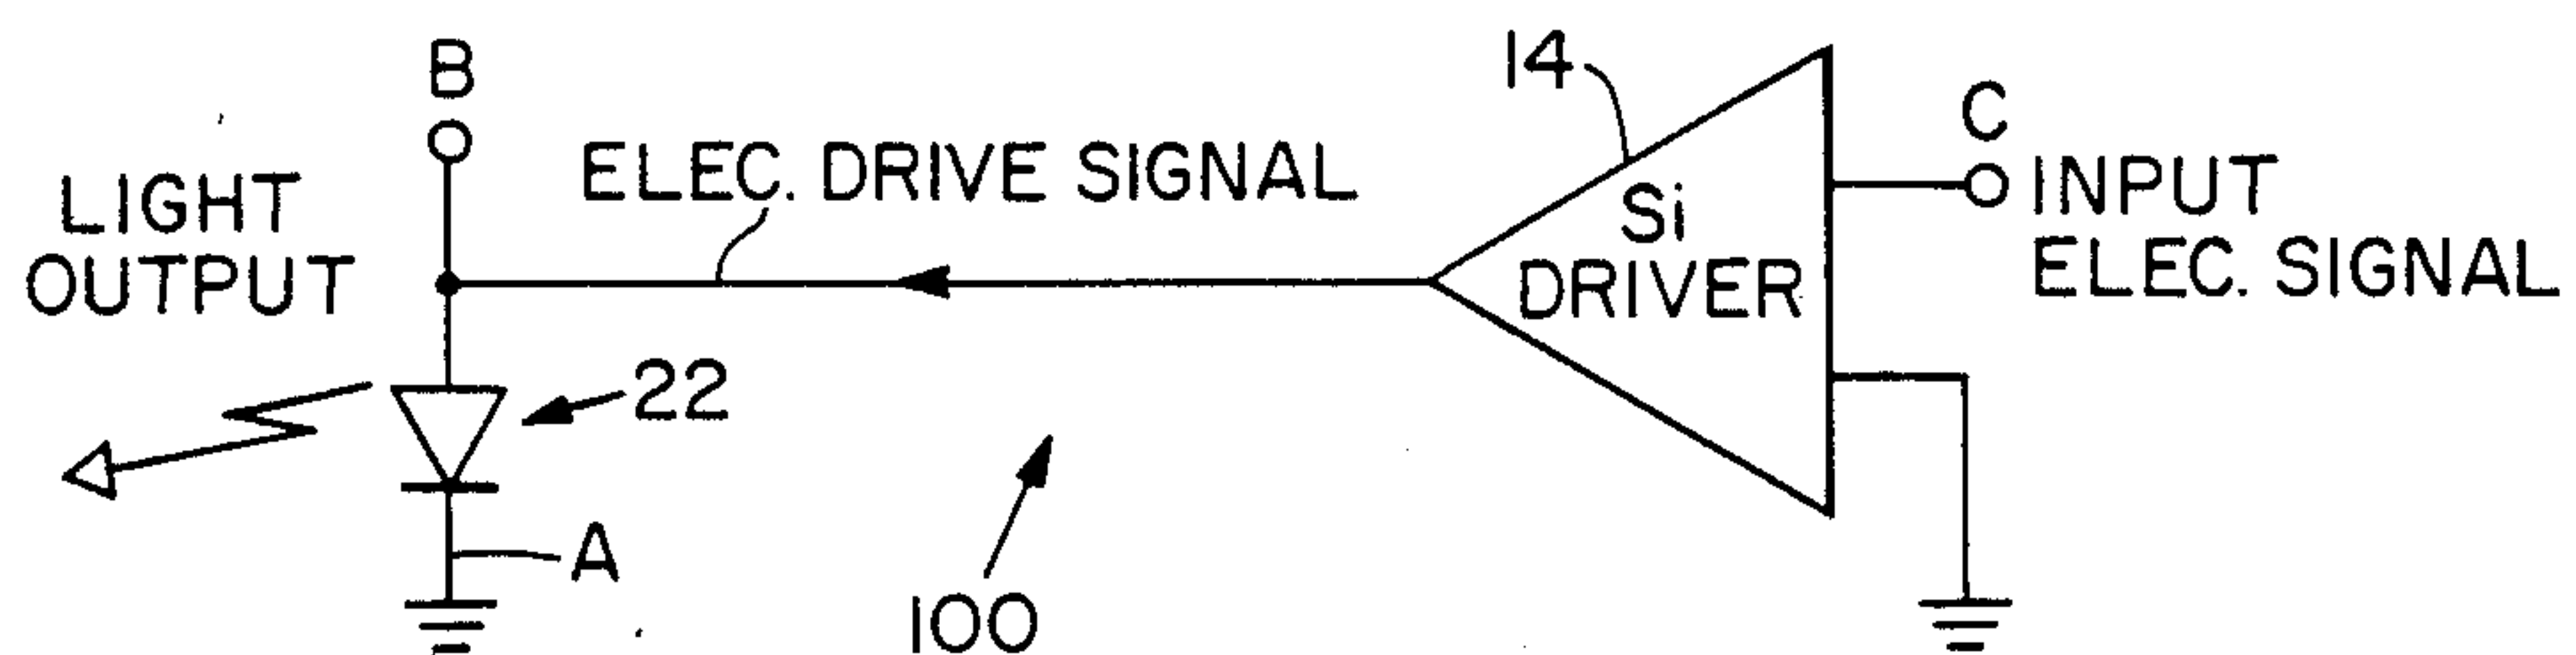 B
LIGHT
OUTPUT
ELEC. DRIVE SIGNAL
14
Si
DRIVER
C
INPUT
ELEC. SIGNAL
22
A
100